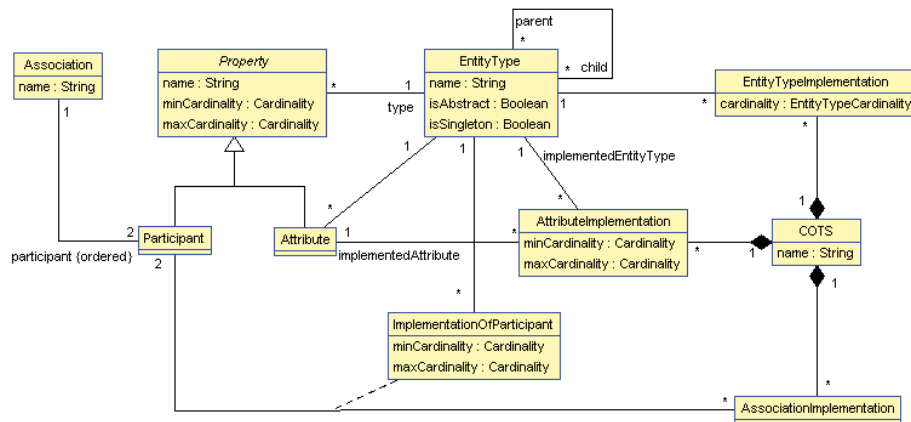 parent
*
*
child
Association
name : String
1
Property
name : String
minCardinality : Cardinality
maxCardinality : Cardinality
*
1
type
EntityType
name : String
isAbstract : Boolean
isSingleton : Boolean
1
*
EntityTypeImplementation
cardinality : EntityTypeCardinality
*
1
1
1
implementedEntityType
*
*
1
2
Participant
participant {ordered}
2
Attribute
1
implementedAttribute
*
AttributeImplementation
minCardinality : Cardinality
maxCardinality : Cardinality
*
1
COTS
name : String
1
*
ImplementationOfParticipant
minCardinality : Cardinality
maxCardinality : Cardinality
*
*
AssociationImplementation